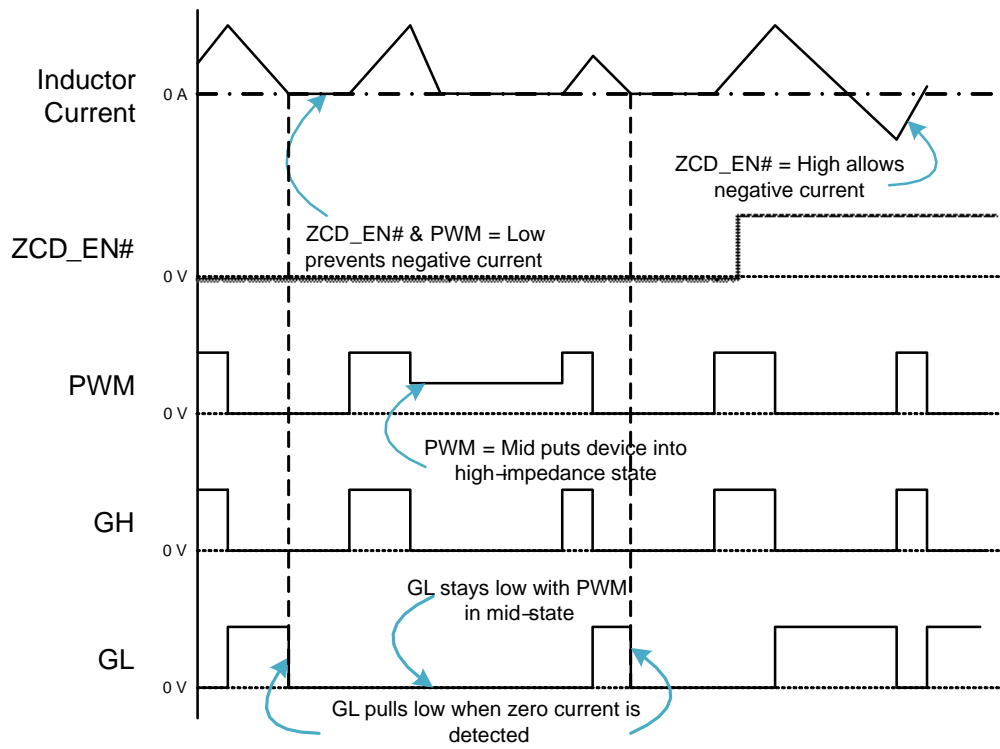 Inductor
Current
0 A
ZCD_EN# = High allows
negative current
ZCD_EN# & PWM = Low
prevents negative current
ZCD_EN#
0 V
PWM
0 V
PWM = Mid puts device into
high-impedance state
GH
0 V
GL stays low with PWM
in mid-state
GL
0 V
GL pulls low when zero current is
detected